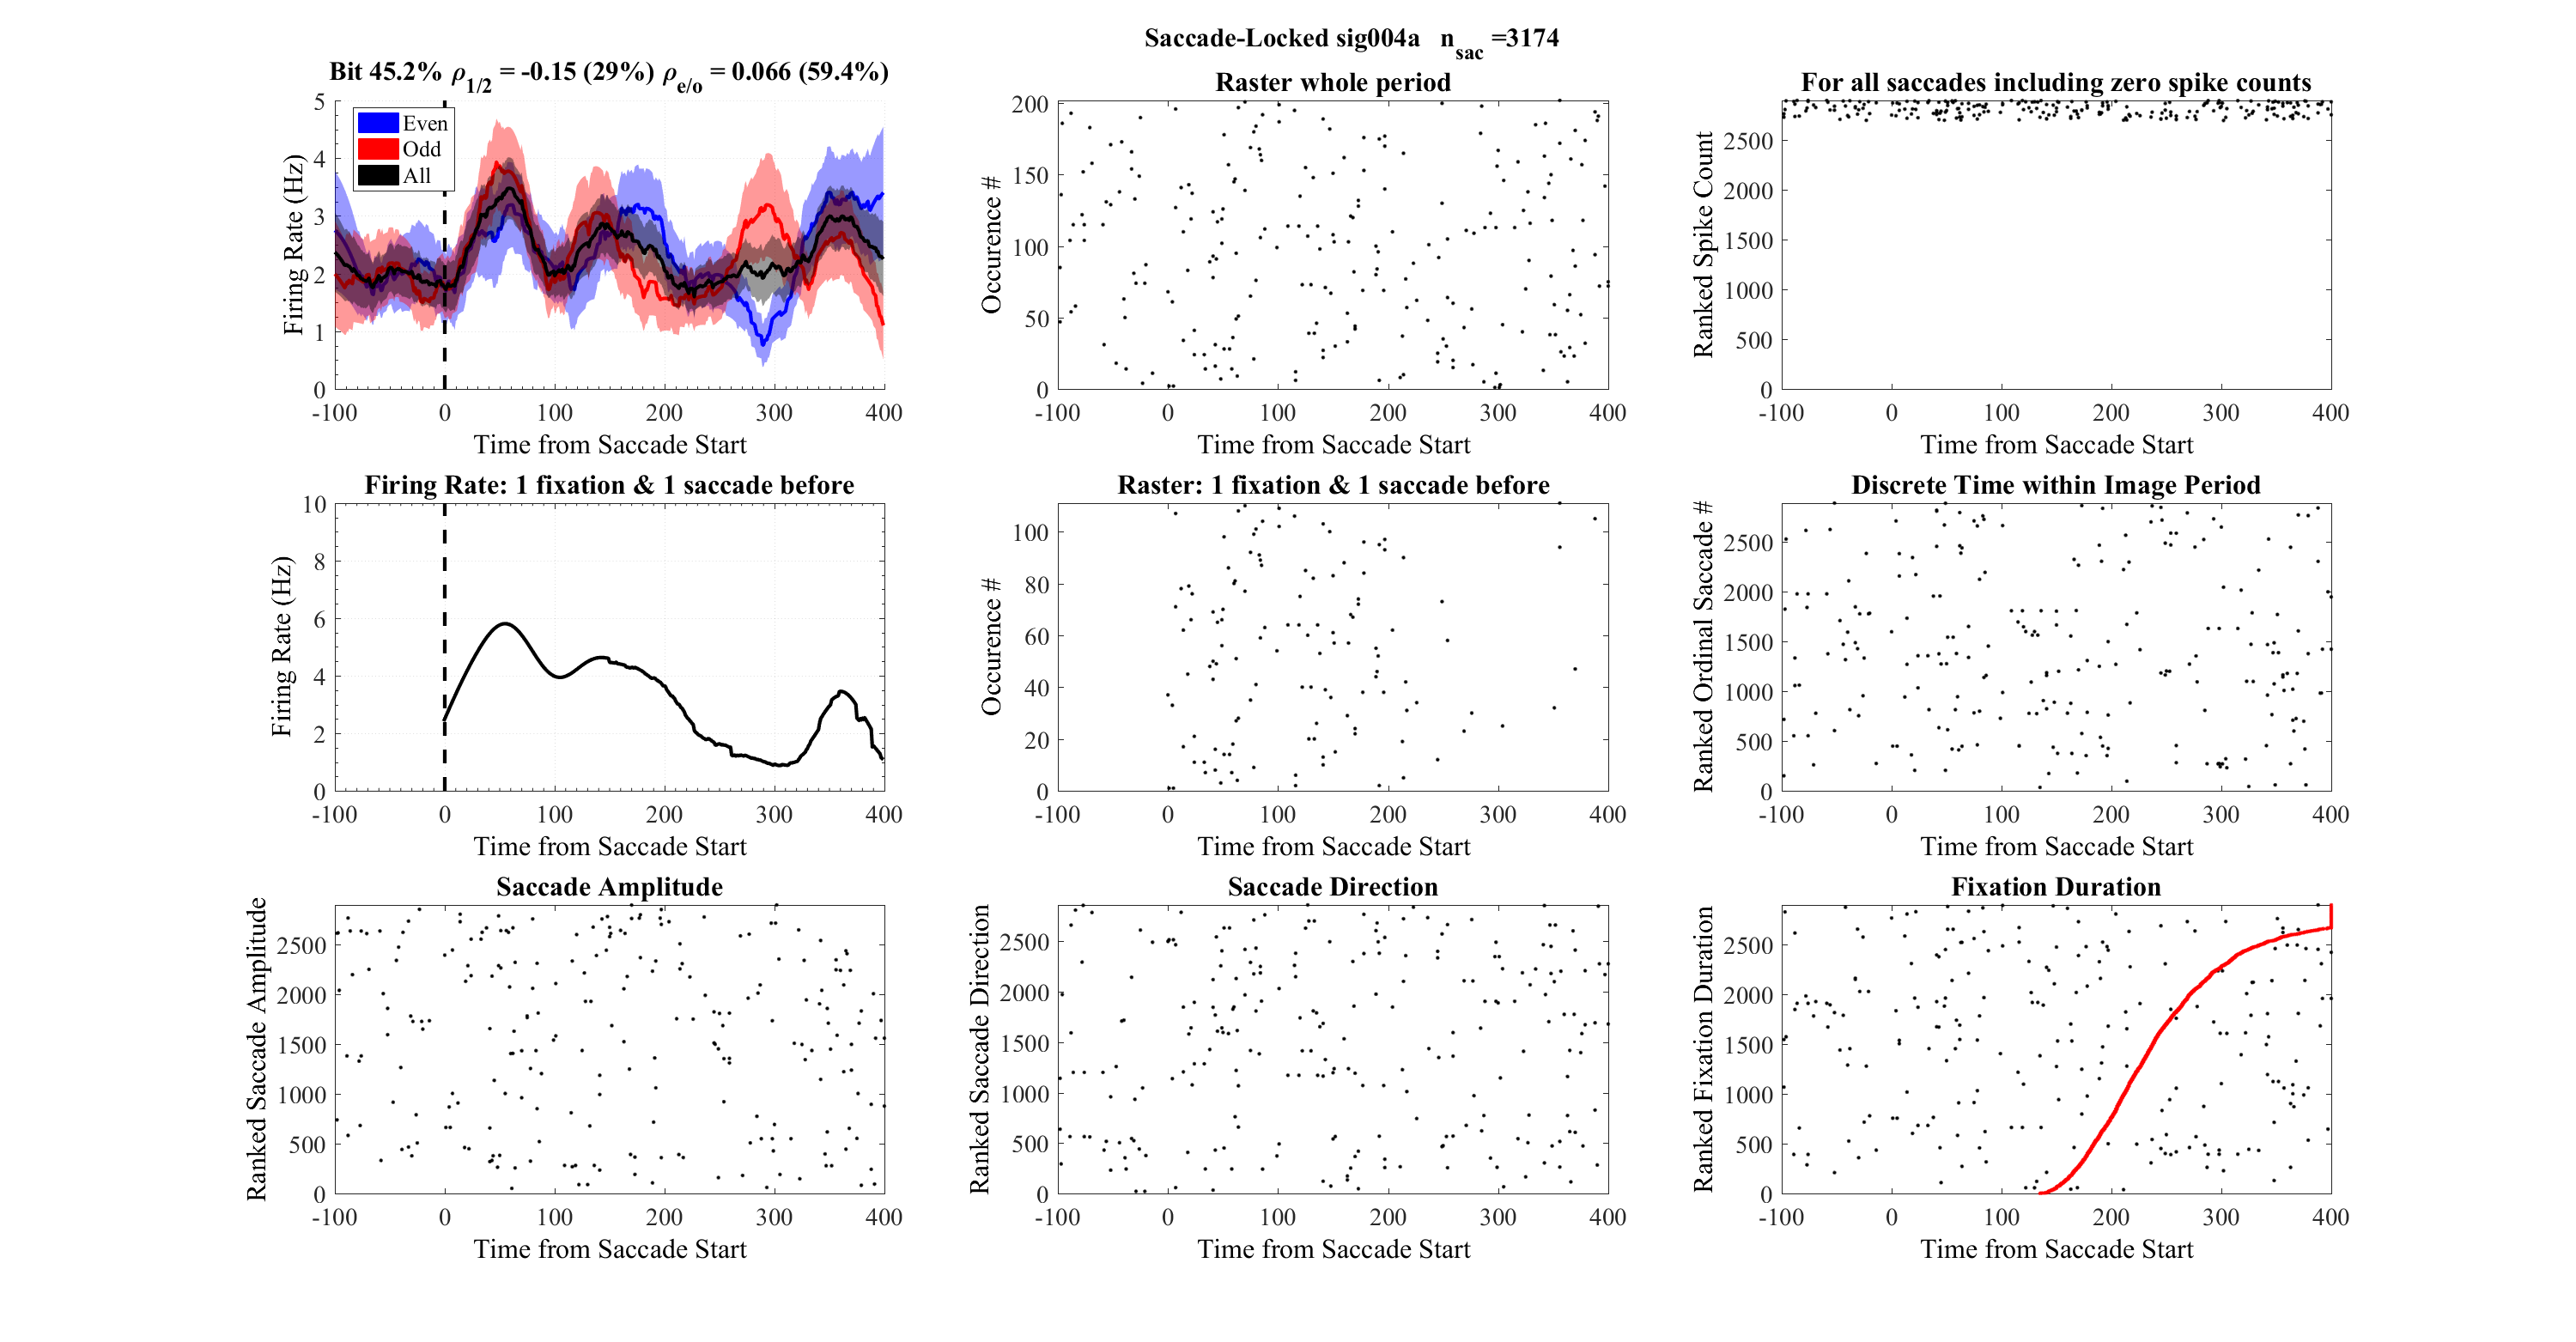 Saccade-Locked sig004a n_sac =3174
Bit 45.2% ρ_1/2 = -0.15 (29%) ρ_e/o = 0.066 (59.4%)
Firing Rate (Hz)
5
4
3
2
1
0
Even
Odd
All
-100 0 100 200 300 400
Time from Saccade Start
Raster whole period
Occurence #
200
150
100
50
0
-100 0 100 200 300 400
Time from Saccade Start
For all saccades including zero spike counts
Ranked Spike Count
2500
2000
1500
1000
500
0
-100 0 100 200 300 400
Time from Saccade Start
Firing Rate: 1 fixation & 1 saccade before
Firing Rate (Hz)
10
8
6
4
2
0
-100 0 100 200 300 400
Time from Saccade Start
Raster: 1 fixation & 1 saccade before
Occurence #
100
80
60
40
20
0
-100 0 100 200 300 400
Time from Saccade Start
Discrete Time within Image Period
Ranked Ordinal Saccade #
2500
2000
1500
1000
500
0
-100 0 100 200 300 400
Time from Saccade Start
Saccade Amplitude
Ranked Saccade Amplitude
2500
2000
1500
1000
500
0
-100 0 100 200 300 400
Time from Saccade Start
Saccade Direction
Ranked Saccade Direction
2500
2000
1500
1000
500
0
-100 0 100 200 300 400
Time from Saccade Start
Fixation Duration
Ranked Fixation Duration
2500
2000
1500
1000
500
0
-100 0 100 200 300 400
Time from Saccade Start